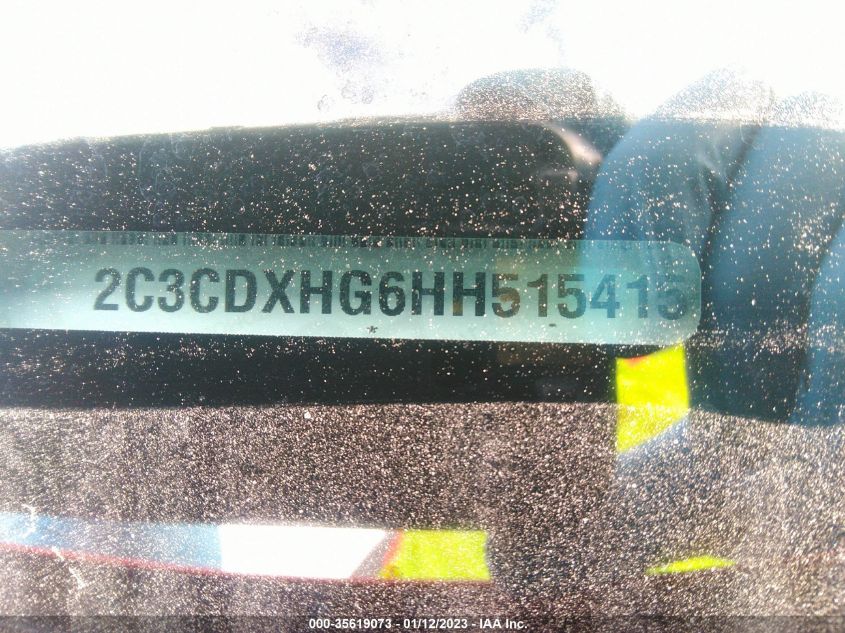 2C3CDXHG6HH515415
*
000-35619073 - 01/12/2023 - IAA Inc.